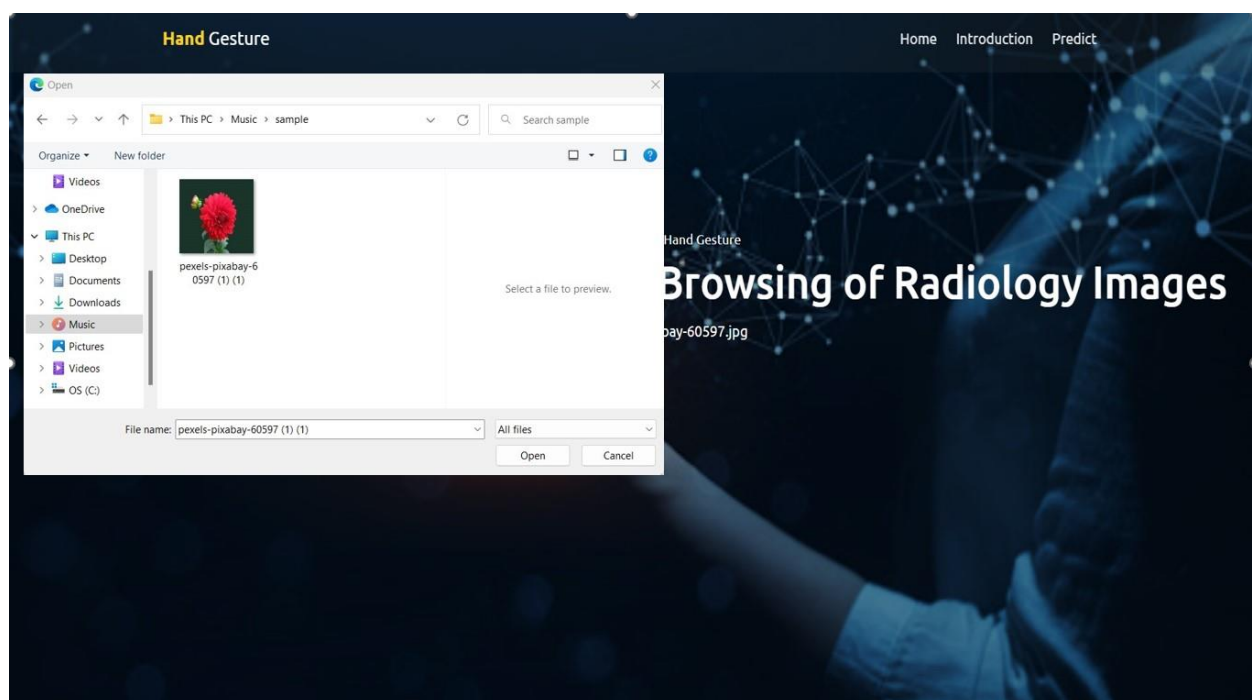 Hand Gesture
Home Introduction Predict
Open
This PC > Music > sample
Search sample
Organize New folder
Videos
OneDrive
This PC
Desktop
Documents
Downloads
Music
Pictures
Videos
OS (C:)
pexels-pixabay-6
0597 (1) (1)
Select a file to preview.
Hand Gesture
Browsing of Radiology Images
bay-60597.jpg
File name: pexels-pixabay-60597 (1) (1)
All files
Open Cancel